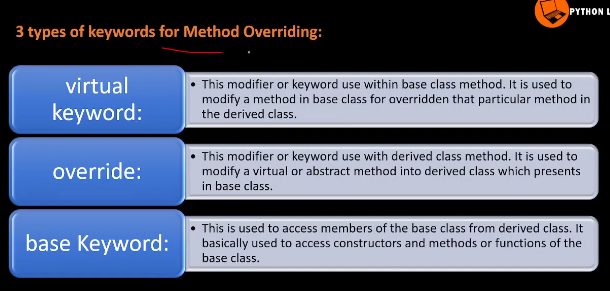 PYTHON L
3 types of keywords for Method Overriding:
virtual
keyword:
• This modifier or keyword use within base class method. It is used to
modify a method in base class for overridden that particular method in
the derived class.
override:
• This modifier or keyword use with derived class method. It is used to
modify a virtual or abstract method into derived class which presents
in base class.
base Keyword:
• This is used to access members of the base class from derived class. It
basically used to access constructors and methods or functions of the
base class.